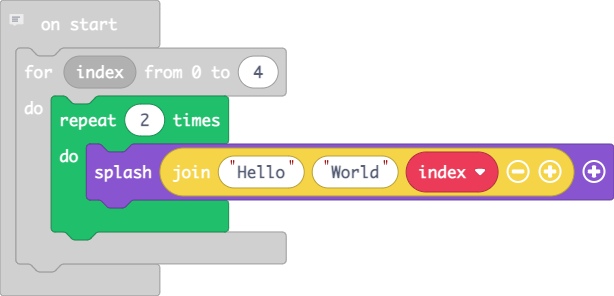 on start
for index from 0 to 4
do
repeat 2 times
do
splash join "Hello" "World" index